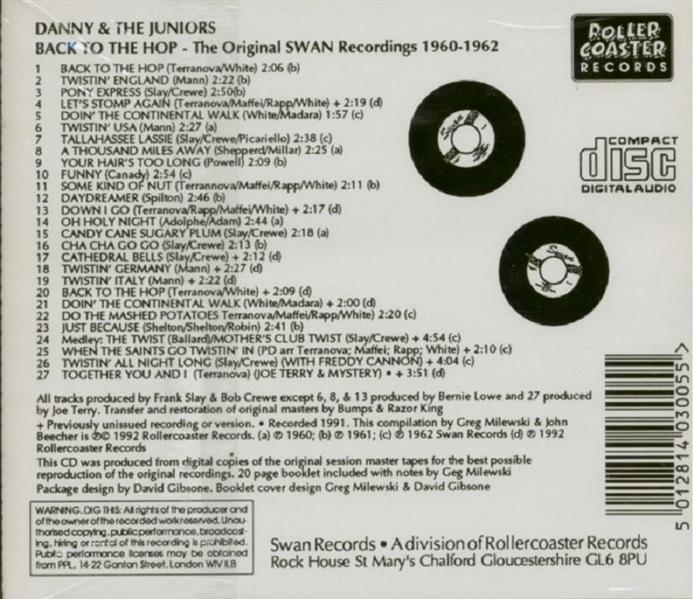 DANNY & THE JUNIORS
BACK TO THE HOP - The Original SWAN Recordings 1960-1962
ROLLER COASTER RECORDS
1 BACK TO THE HOP (Terranova/White) 2:06 (b)
2 TWISTIN' ENGLAND (Mann) 2:22 (b)
3 PONY EXPRESS (Slay/Crewe) 2:50(b)
4 LET'S STOMP AGAIN (Terranova/Maffei/Rapp/White) + 2:19 (d)
5 DOIN' THE CONTINENTAL WALK (White/Madara) 1:57 (c)
6 TWISTIN' USA (Mann) 2:27 (a)
7 TALLAHASSEE LASSIE (Slay/Crewe/Picariello) 2:38 (c)
8 A THOUSAND MILES AWAY (Shepperd/Millar) 2:25 (a)
9 YOUR HAIR'S TOO LONG (Powell) 2:09 (b)
10 FUNNY (Canady) 2:54 (c)
11 SOME KIND OF NUT (Terrannova/Maffei/Rapp/White) 2:11 (b)
12 DAYDREAMER (Spilton) 2:46 (b)
13 DOWN I GO (Terranova/Rapp/Maffei/White) + 2:17 (d)
14 OH HOLY NIGHT (Adolphe/Adam) 2:44 (a)
15 CANDY CANE SUGARY PLUM (Slay/Crewe) 2:18 (a)
16 CHA CHA GO GO (Slay/Crewe) 2:13 (b)
17 CATHEDRAL BELLS (Slay/Crewe) + 2:12 (d)
18 TWISTIN' GERMANY (Mann) + 2:27 (d)
19 TWISTIN' ITALY (Mann) + 2:22 (d)
20 BACK TO THE HOP (Terranova/White) + 2:09 (d)
21 DOIN' THE CONTINENTAL WALK (White/Madara) + 2:00 (d)
22 DO THE MASHED POTATOES Terranova/Maffei/Rapp/White) 2:20 (c)
23 JUST BECAUSE (Shelton/Shelton/Robin) 2:41 (b)
24 Medley: THE TWIST (Ballard)/MOTHER'S CLUB TWIST (Slay/Crewe) + 4:54 (c)
25 WHEN THE SAINTS GO TWISTIN' IN (PD arr Terranova; Maffei; Rapp; White) + 2:10 (c)
26 TWISTIN' ALL NIGHT LONG (Slay/Crewe) (WITH FREDDY CANNON) + 4:04 (c)
27 TOGETHER YOU AND I (Terranova) (JOE TERRY & MYSTERY) • + 3:51 (d)
Swan
Swan
COMPACT
disc
DIGITAL AUDIO
All tracks produced by Frank Slay & Bob Crewe except 6, 8, & 13 produced by Bernie Lowe and 27 produced
by Joe Terry. Transfer and restoration of original masters by Bumps & Razor King
+ Previously unissued recording or version. • Recorded 1991. This compilation by Greg Milewski & John
Beecher is ℗© 1992 Rollercoaster Records. (a) ℗ 1960; (b) ℗ 1961; (c) ℗ 1962 Swan Records (d) ℗ 1992
Rollercoaster Records
This CD was produced from digital copies of the original session master tapes for the best possible
reproduction of the original recordings. 20 page booklet included with notes by Geg Milewski
Package design by David Gibsone. Booklet cover design Greg Milewski & David Gibsone
WARNING, DIG THIS: All rights of the producer and
of the owner of the recorded work reserved. Unau-
thorised copying, public performance, broadcast-
ing, hiring or rental of this recording is prohibited.
Public performance licenses may be obtained
from PPL, 14-22 Ganton Street, London W1V 1LB
Swan Records • A division of Rollercoaster Records
Rock House St Mary's Chalford Gloucestershire GL6 8PU
5 012814 030055 >